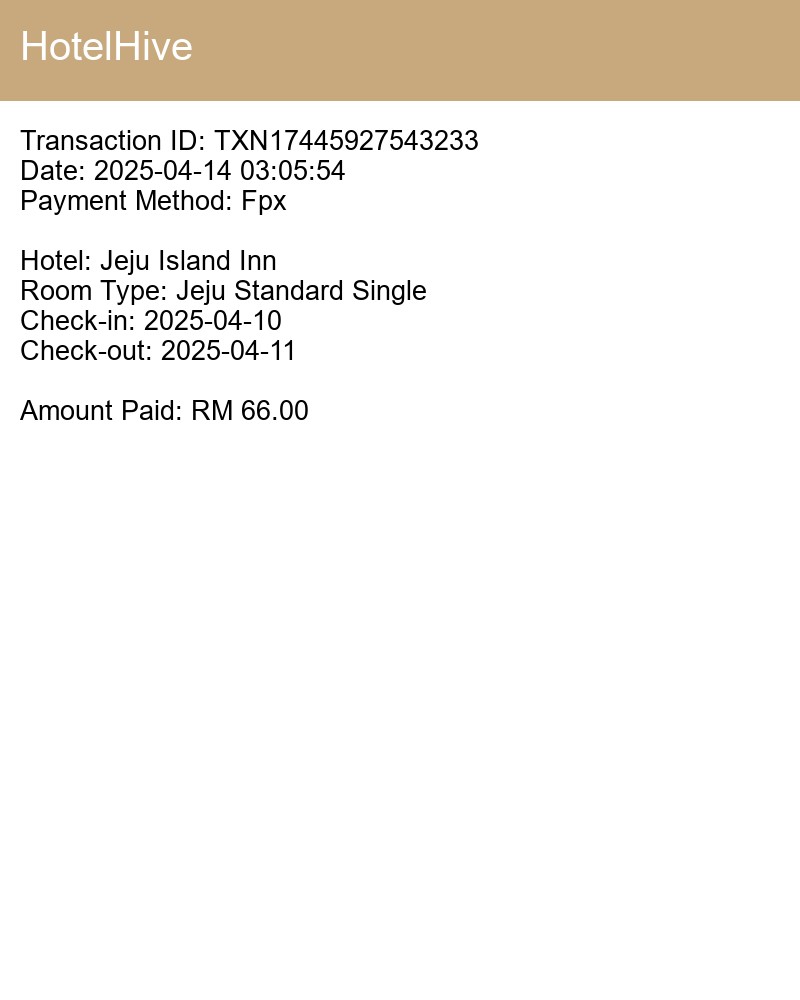 HotelHive
Transaction ID: TXN17445927543233
Date: 2025-04-14 03:05:54
Payment Method: Fpx
Hotel: Jeju Island Inn
Room Type: Jeju Standard Single
Check-in: 2025-04-10
Check-out: 2025-04-11
Amount Paid: RM 66.00